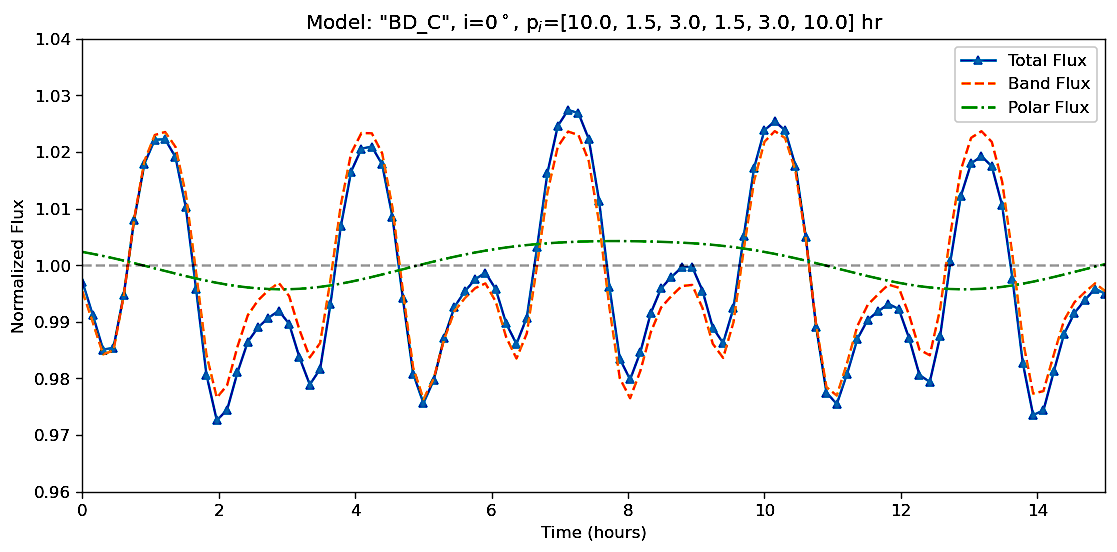 Model: "BD_C", i=0°, pᵢ=[10.0, 1.5, 3.0, 1.5, 3.0, 10.0] hr
Total Flux
Band Flux
Polar Flux
Normalized Flux
1.04
1.03
1.02
1.01
1.00
0.99
0.98
0.97
0.96
0 2 4 6 8 10 12 14
Time (hours)